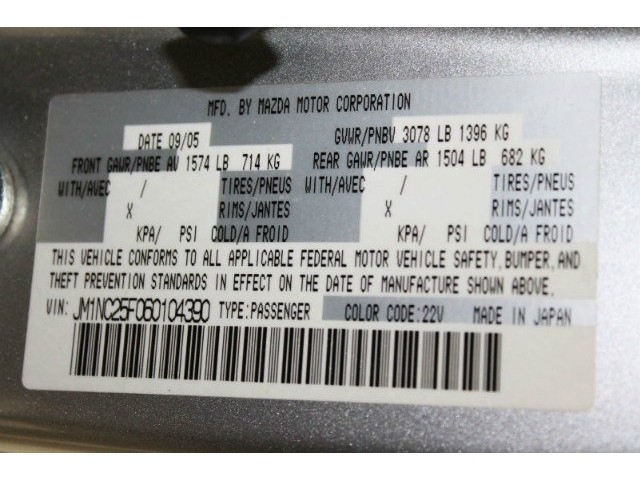 MFD. BY MAZDA MOTOR CORPORATION
DATE 09/05 GVWR/PNBV 3078 LB 1396 KG
FRONT GAWR/PNBE AV 1574 LB 714 KG REAR GAWR/PNBE AR 1504 LB 682 KG
WITH/AVEC / TIRES/PNEUS WITH/AVEC / TIRES/PNEUS
X RIMS/JANTES X RIMS/JANTES
KPA/ PSI COLD/A FROID KPA/ PSI COLD/A FROID
THIS VEHICLE CONFORMS TO ALL APPLICABLE FEDERAL MOTOR VEHICLE SAFETY, BUMPER, AND
THEFT PREVENTION STANDARDS IN EFFECT ON THE DATE OF MANUFACTURE SHOWN ABOVE.
VIN: JM1NC25F060104390 TYPE:PASSENGER COLOR CODE:22V MADE IN JAPAN